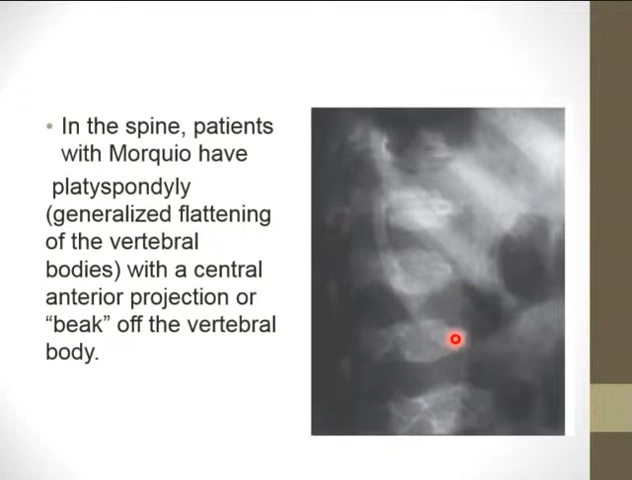 • In the spine, patients
with Morquio have
platyspondyly
(generalized flattening
of the vertebral
bodies) with a central
anterior projection or
“beak” off the vertebral
body.